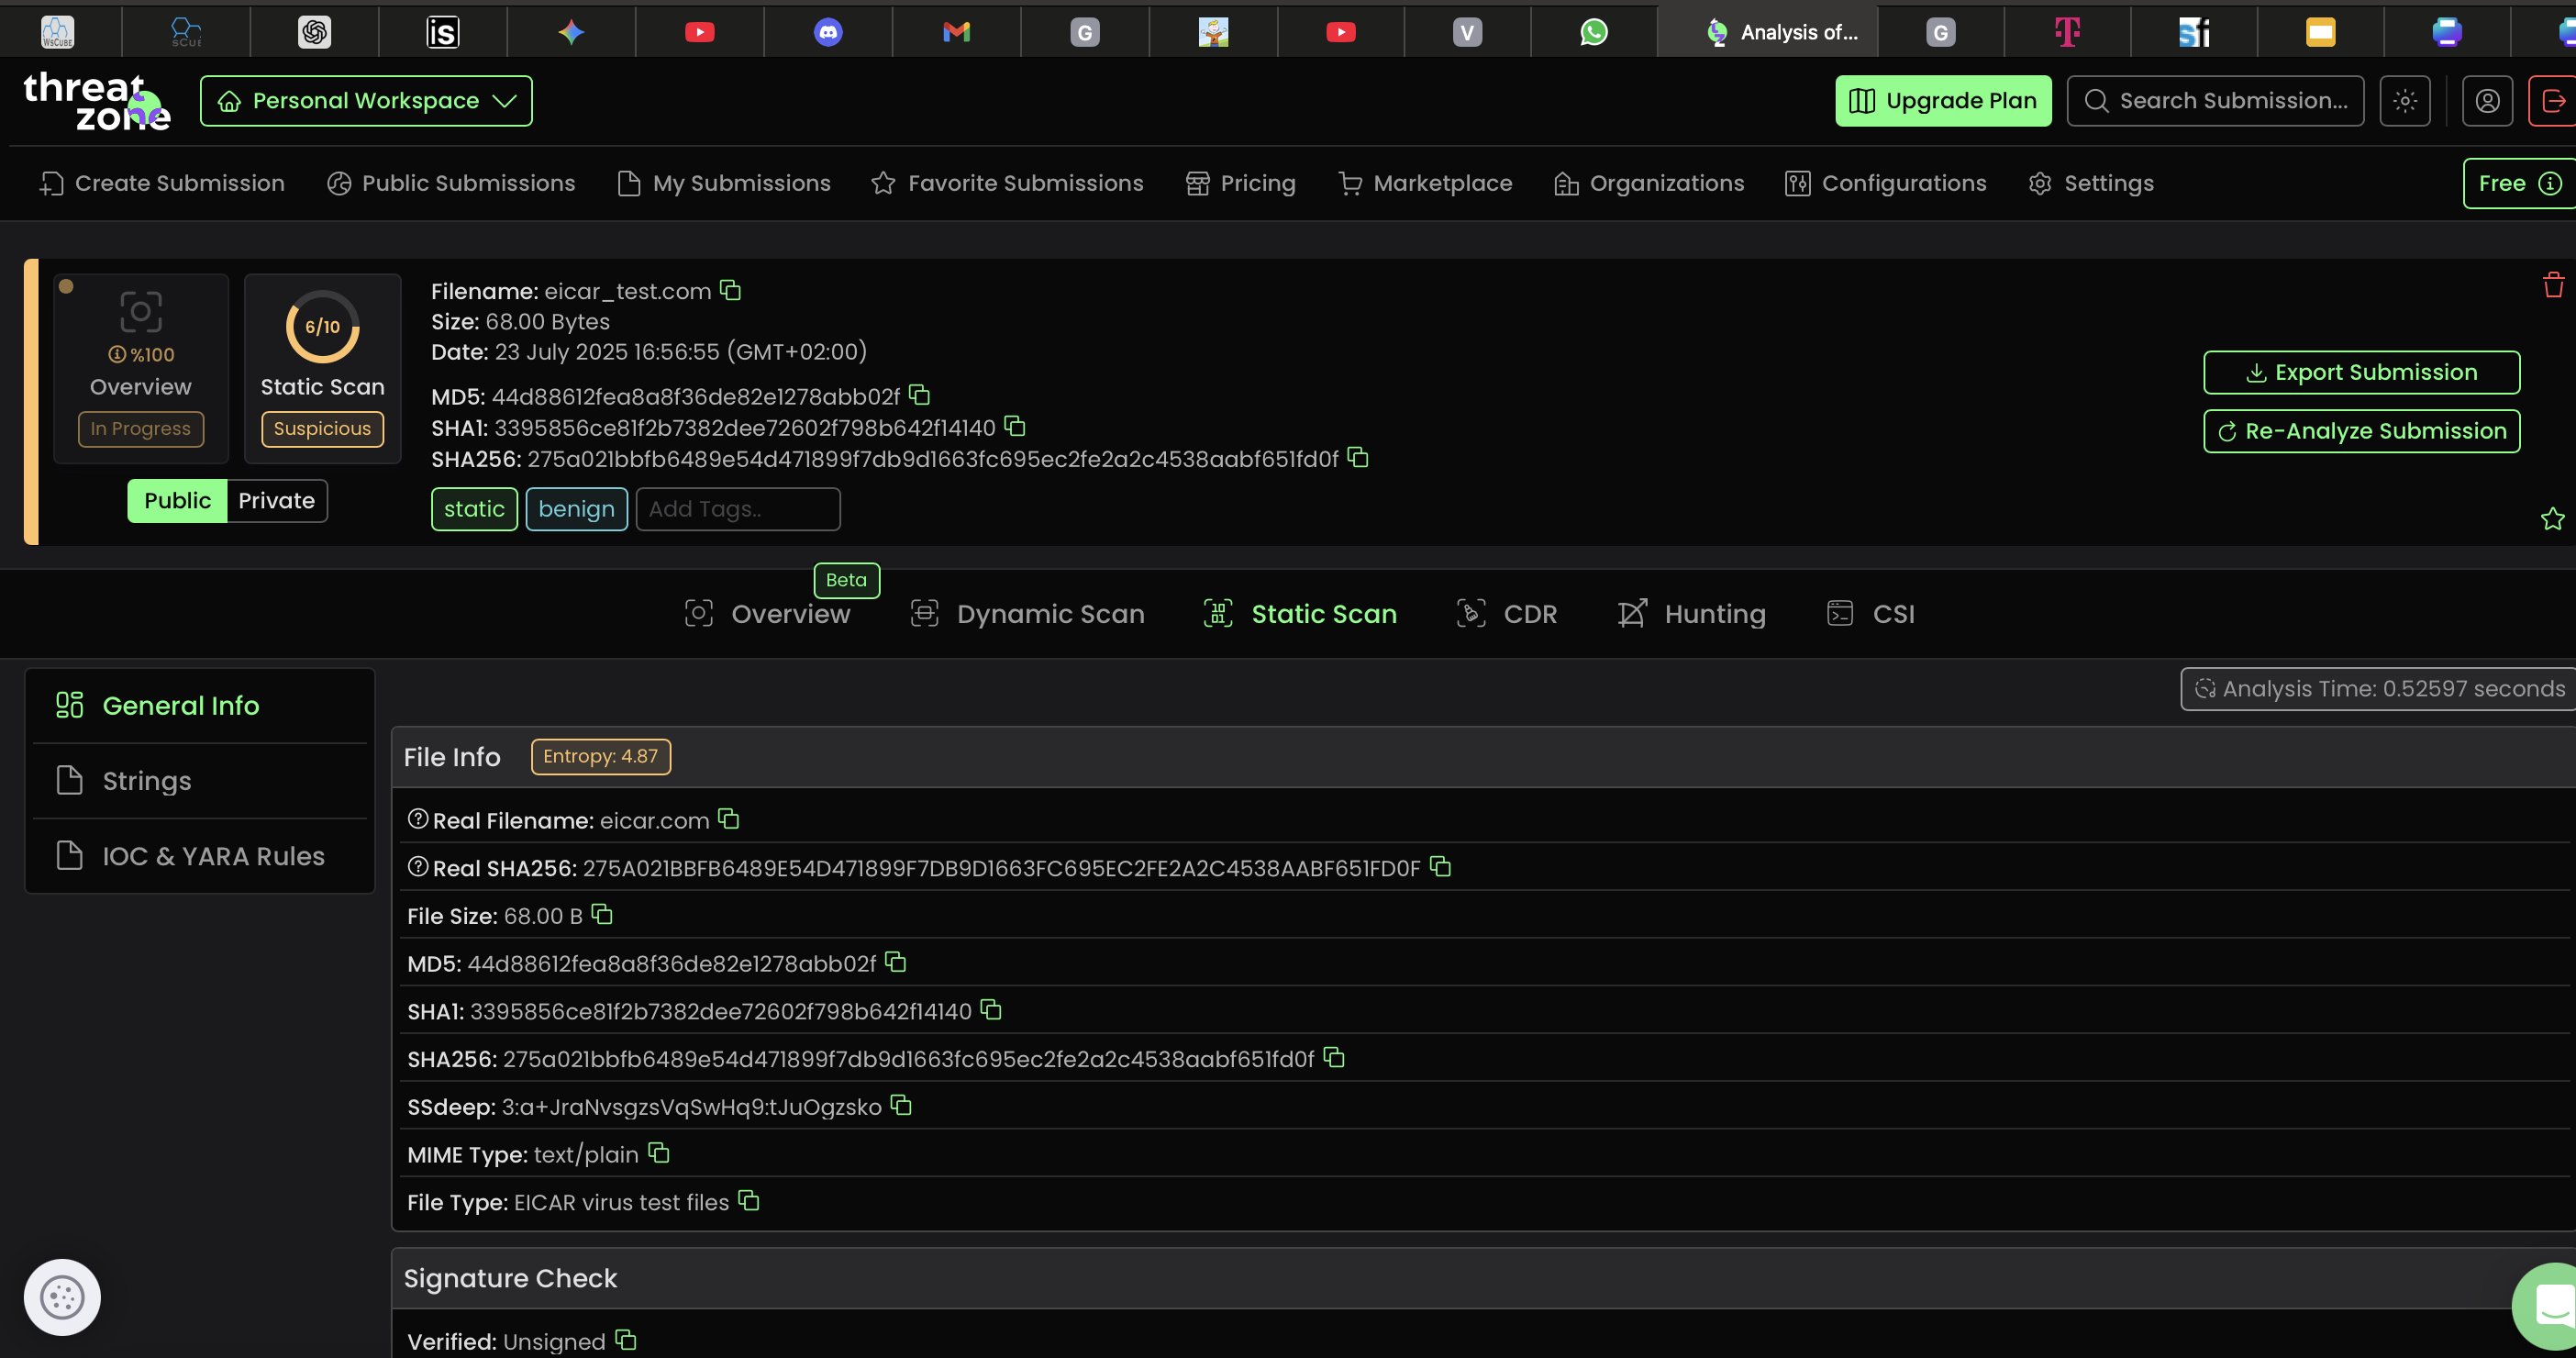 WsCUBE
is
G
V
Analysis of...
G
T
sfi
threat
zone
Personal Workspace
Upgrade Plan
Search Submission...
Create Submission
Public Submissions
My Submissions
Favorite Submissions
Pricing
Marketplace
Organizations
Configurations
Settings
Free
%100
Overview
In Progress
6/10
Static Scan
Suspicious
Public
Private
Filename: eicar_test.com
Size: 68.00 Bytes
Date: 23 July 2025 16:56:55 (GMT+02:00)
MD5: 44d88612fea8a8f36de82e1278abb02f
SHA1: 3395856ce81f2b7382dee72602f798b642f14140
SHA256: 275a021bbfb6489e54d471899f7db9d1663fc695ec2fe2a2c4538aabf651fd0f
static
benign
Add Tags..
Export Submission
Re-Analyze Submission
Beta
Overview
Dynamic Scan
Static Scan
CDR
Hunting
CSI
General Info
Strings
IOC & YARA Rules
Analysis Time: 0.52597 seconds
File Info
Entropy: 4.87
Real Filename: eicar.com
Real SHA256: 275A021BBFB6489E54D471899F7DB9D1663FC695EC2FE2A2C4538AABF651FD0F
File Size: 68.00 B
MD5: 44d88612fea8a8f36de82e1278abb02f
SHA1: 3395856ce81f2b7382dee72602f798b642f14140
SHA256: 275a021bbfb6489e54d471899f7db9d1663fc695ec2fe2a2c4538aabf651fd0f
SSdeep: 3:a+JraNvsgzsVqSwHq9:tJuOgzsko
MIME Type: text/plain
File Type: EICAR virus test files
Signature Check
Verified: Unsigned